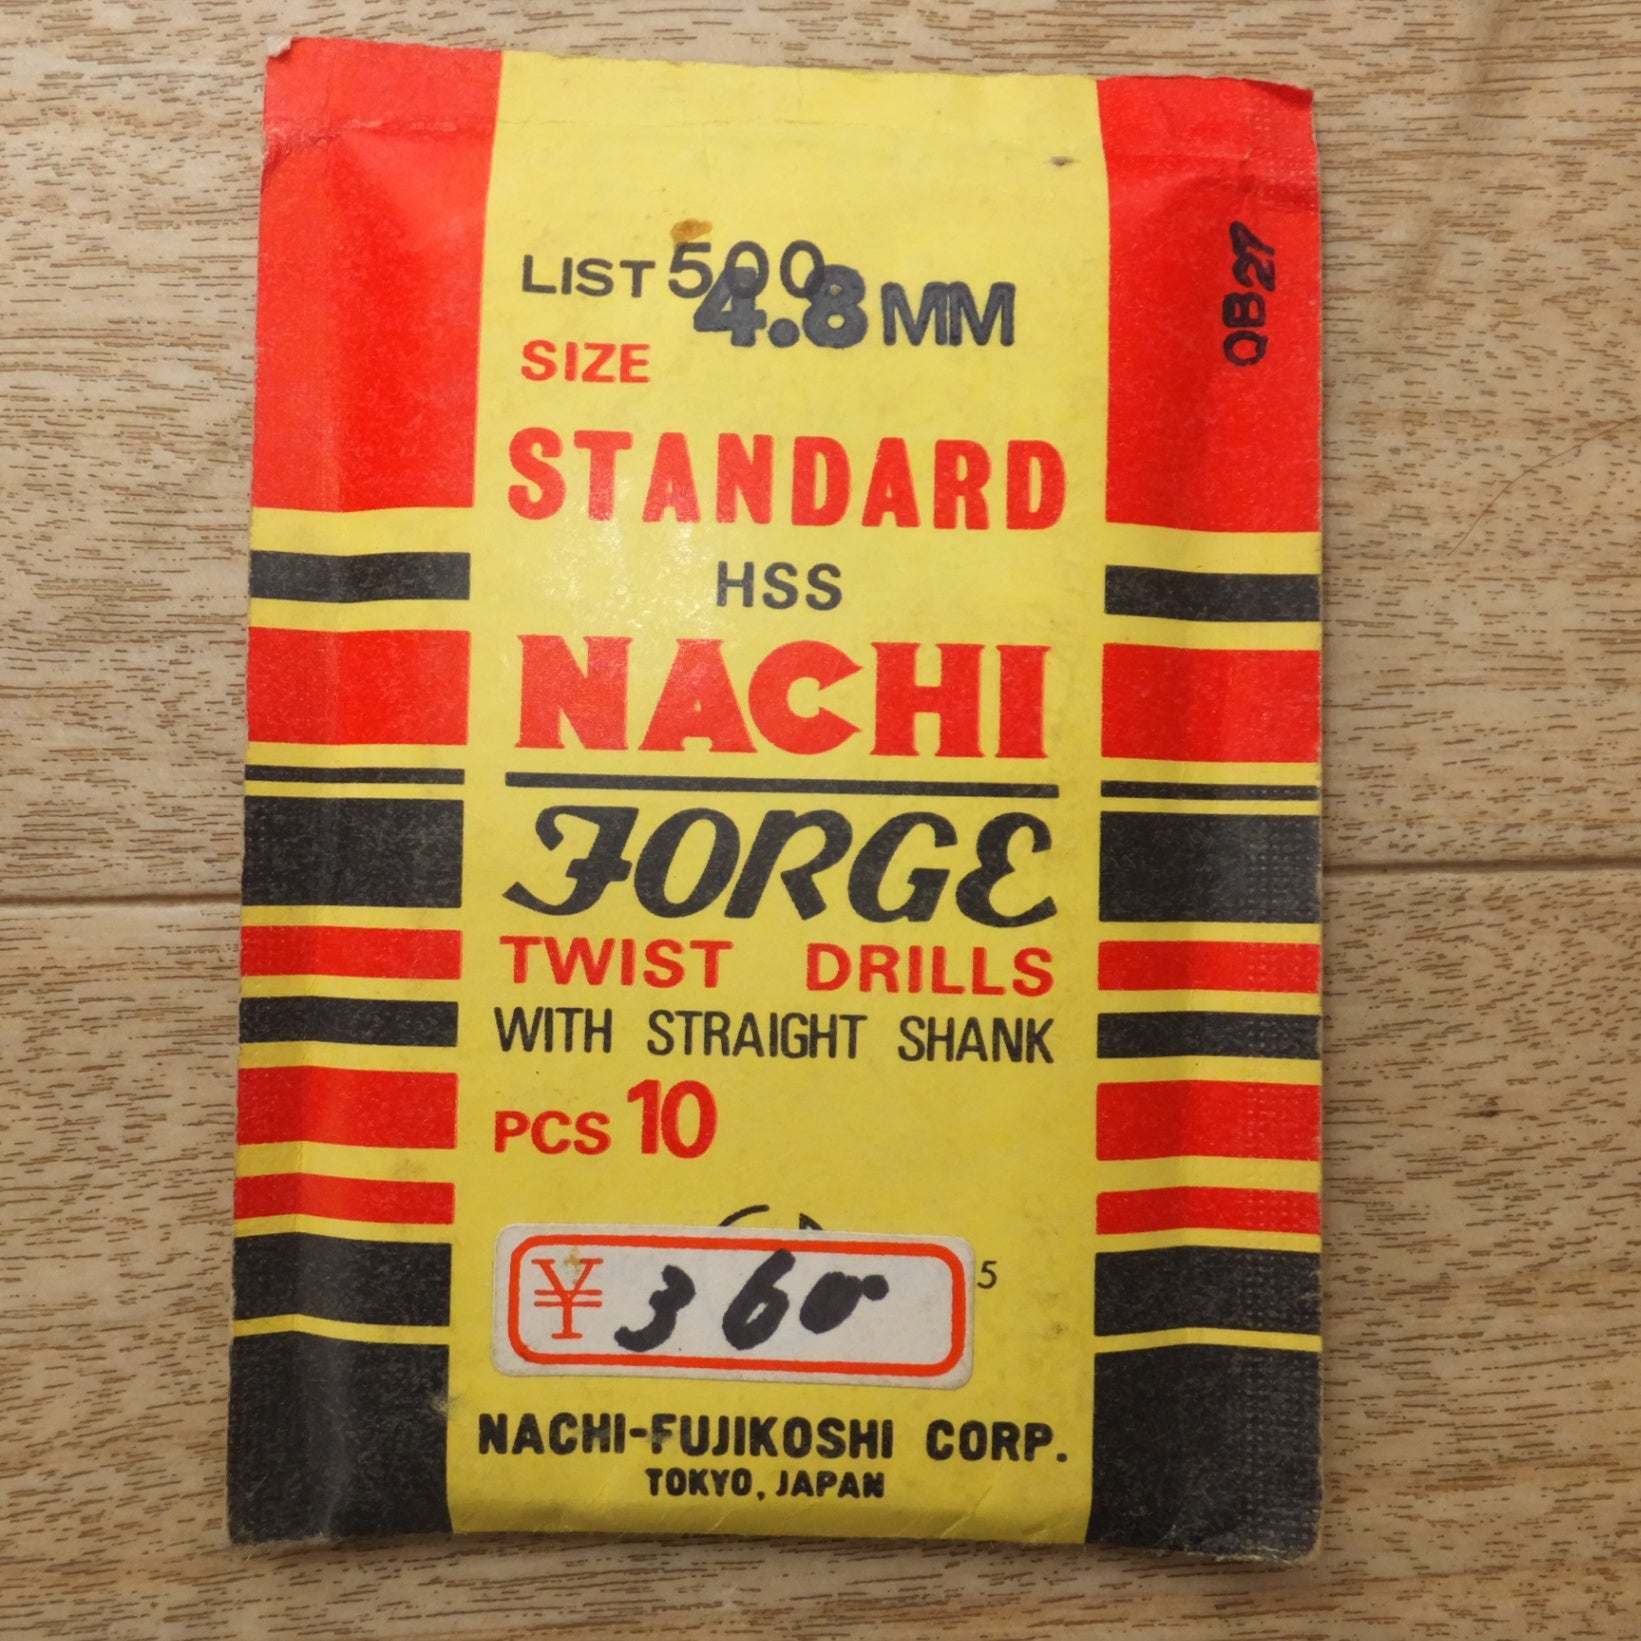 LIST 500
4.8 MM
SIZE
QB27
STANDARD
HSS
NACHI
FORGE
TWIST DRILLS
WITH STRAIGHT SHANK
PCS 10
¥ 360
5
NACHI-FUJIKOSHI CORP.
TOKYO, JAPAN